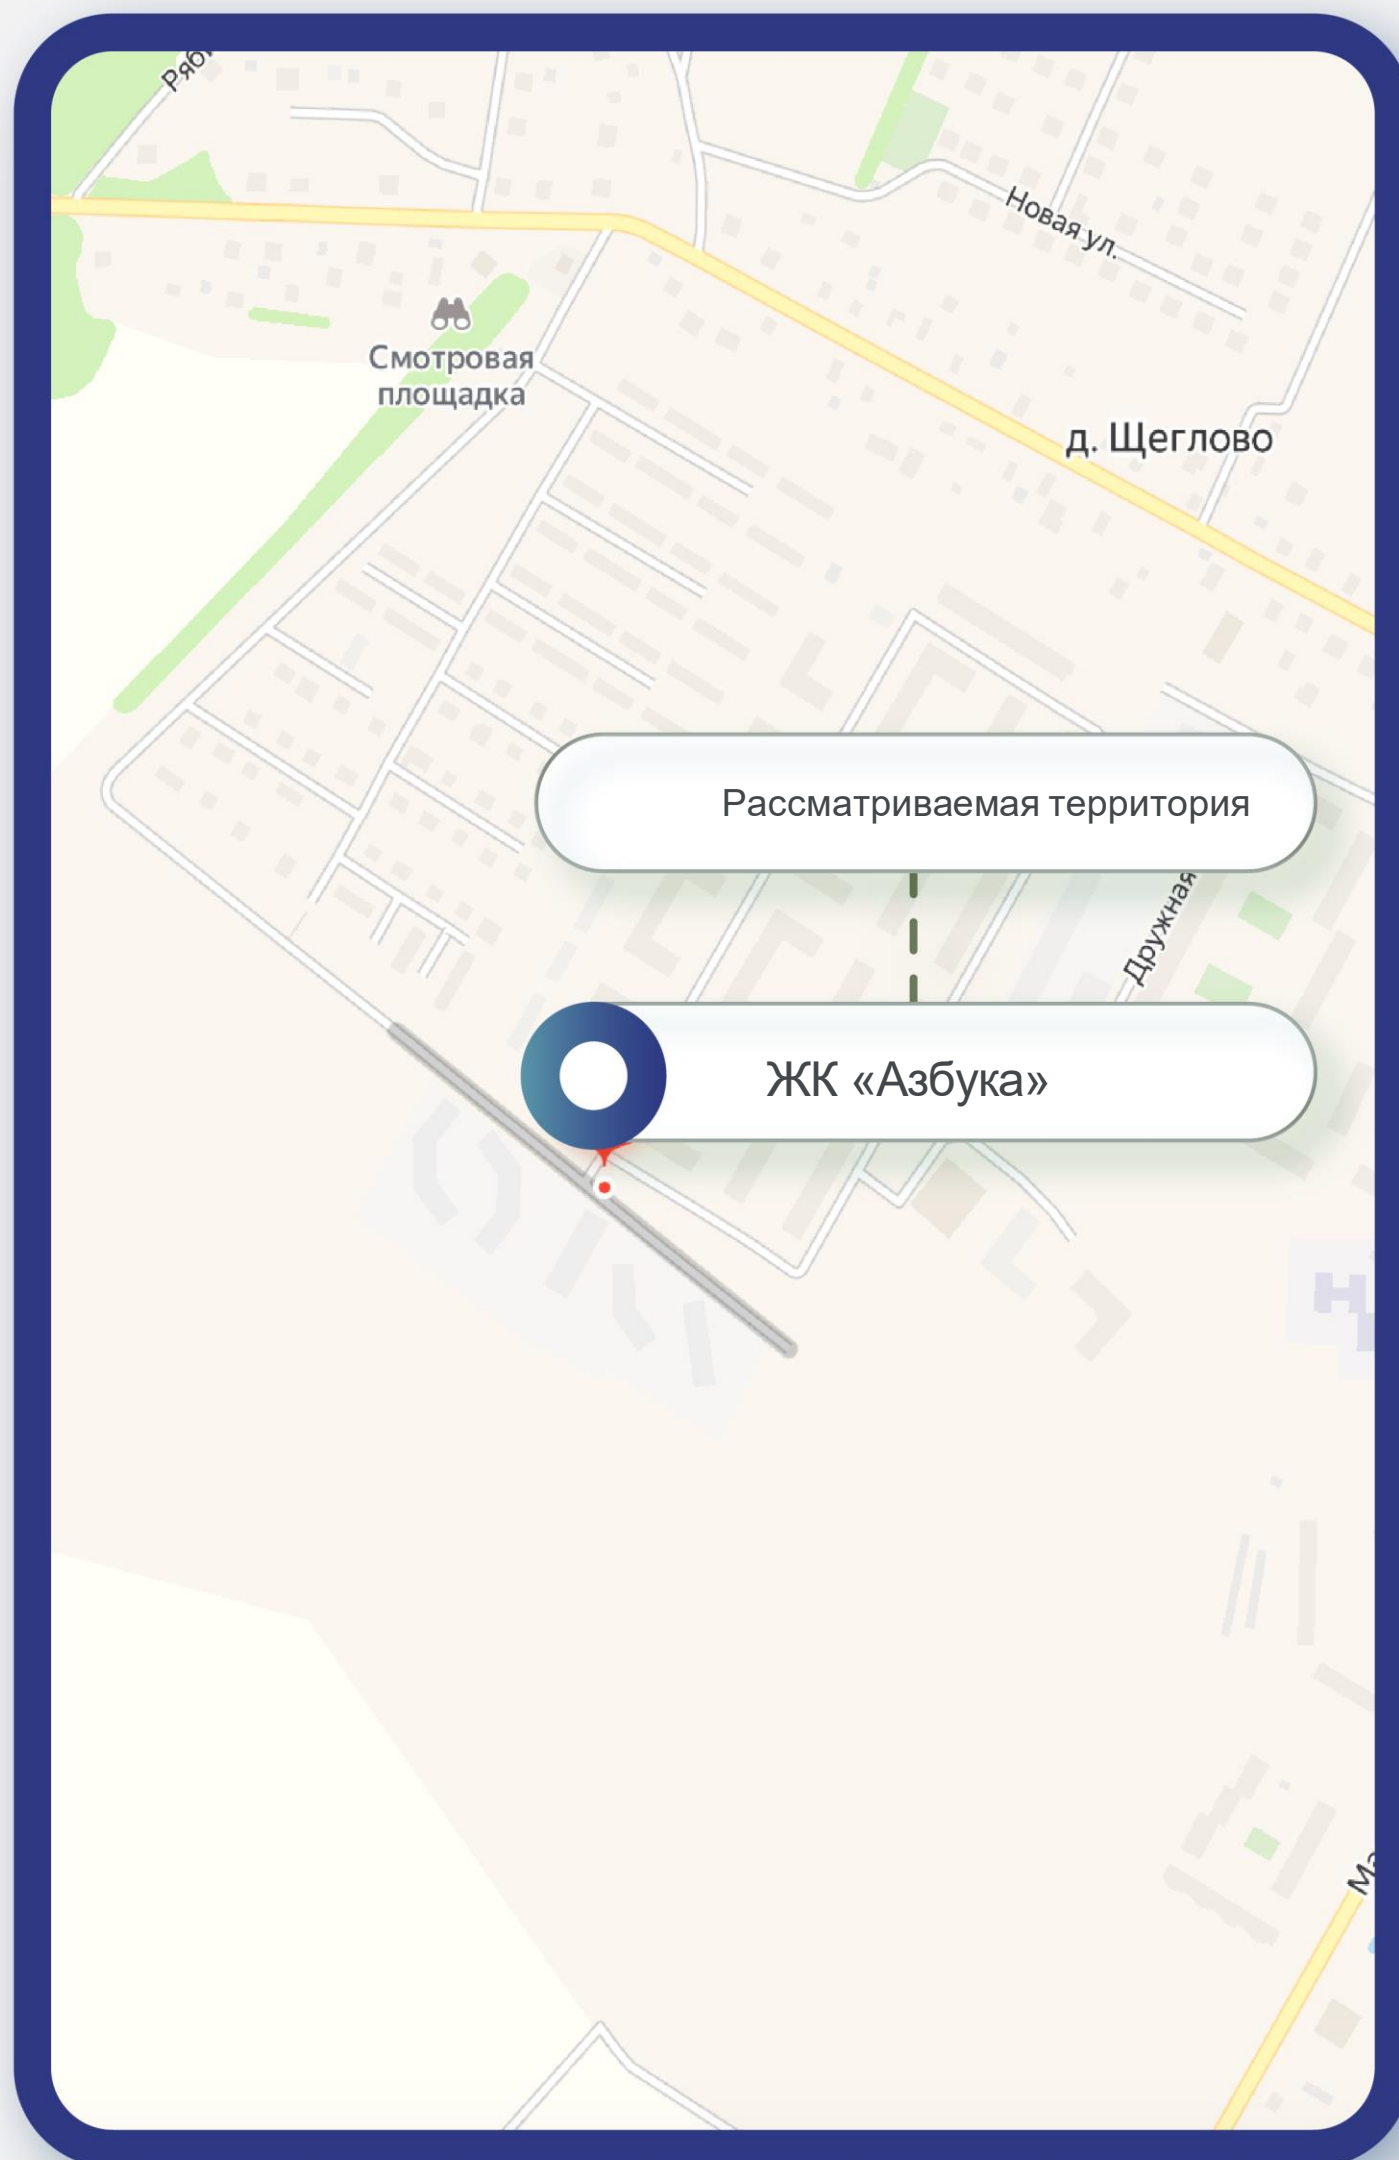 Новая ул.
Смотровая
площадка
д. Щеглово
Рассматриваемая территория
Дружная
ЖК «Азбука»